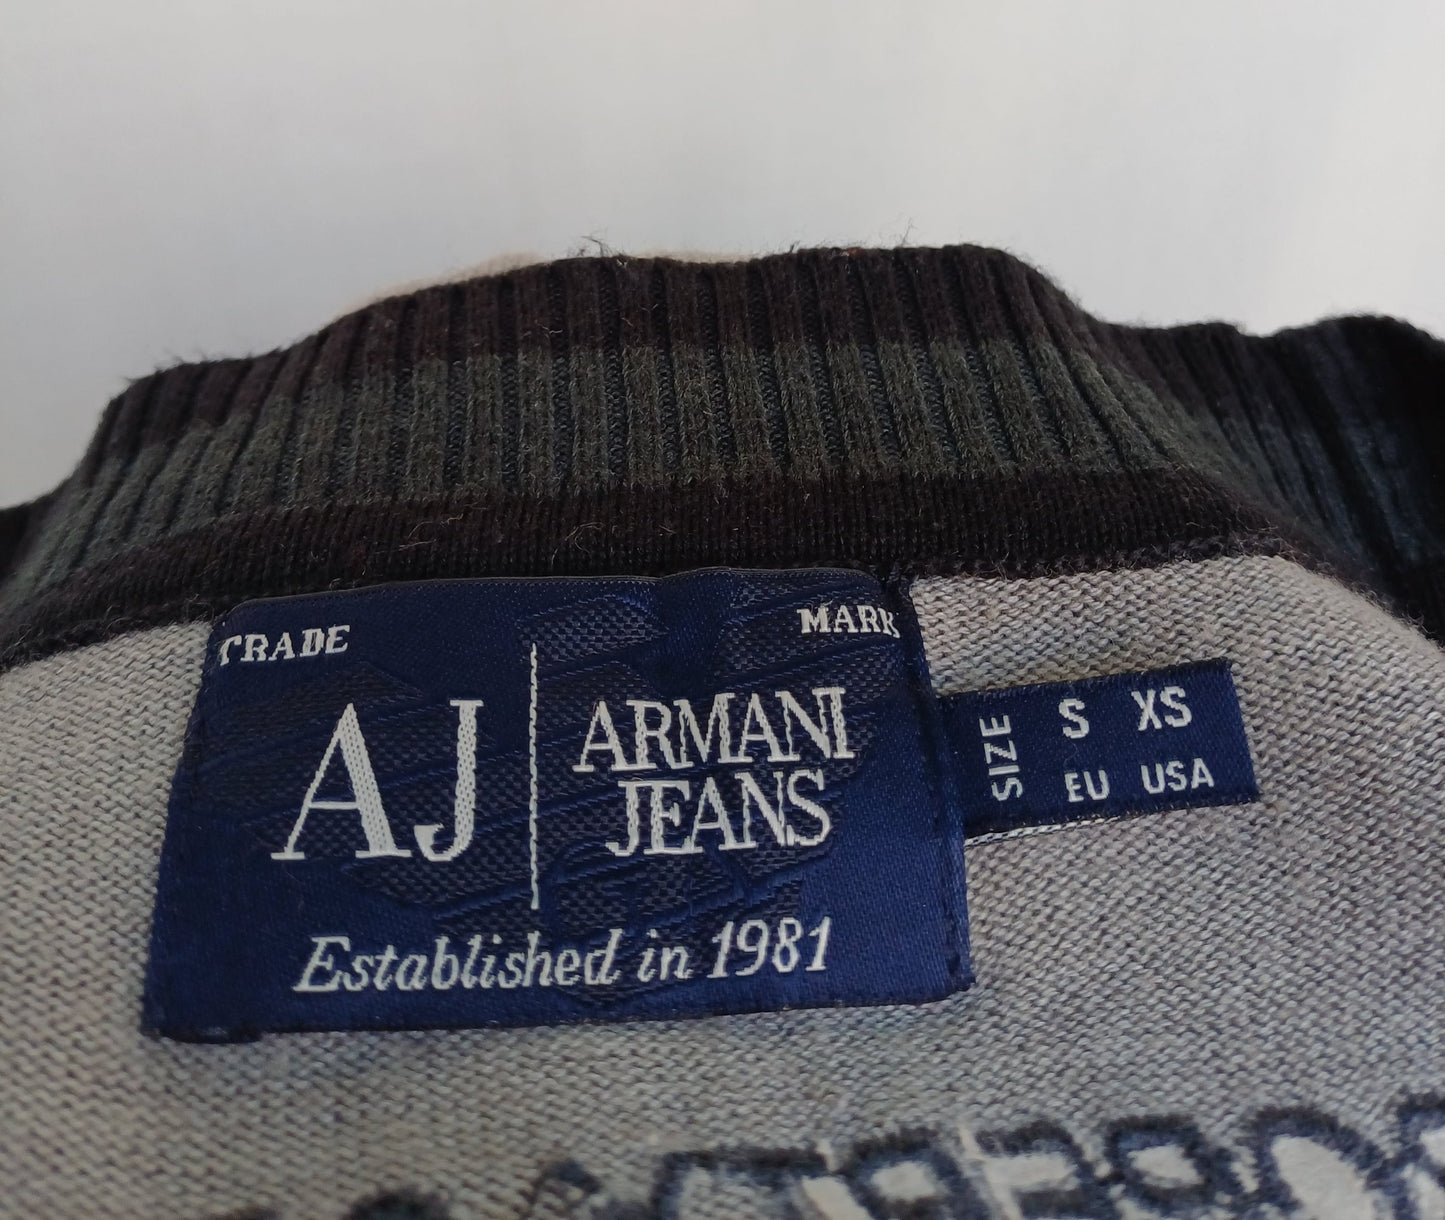 TRADE MARK
AJ
ARMANI
JEANS
Established in 1981
SIZE
S XS
EU USA